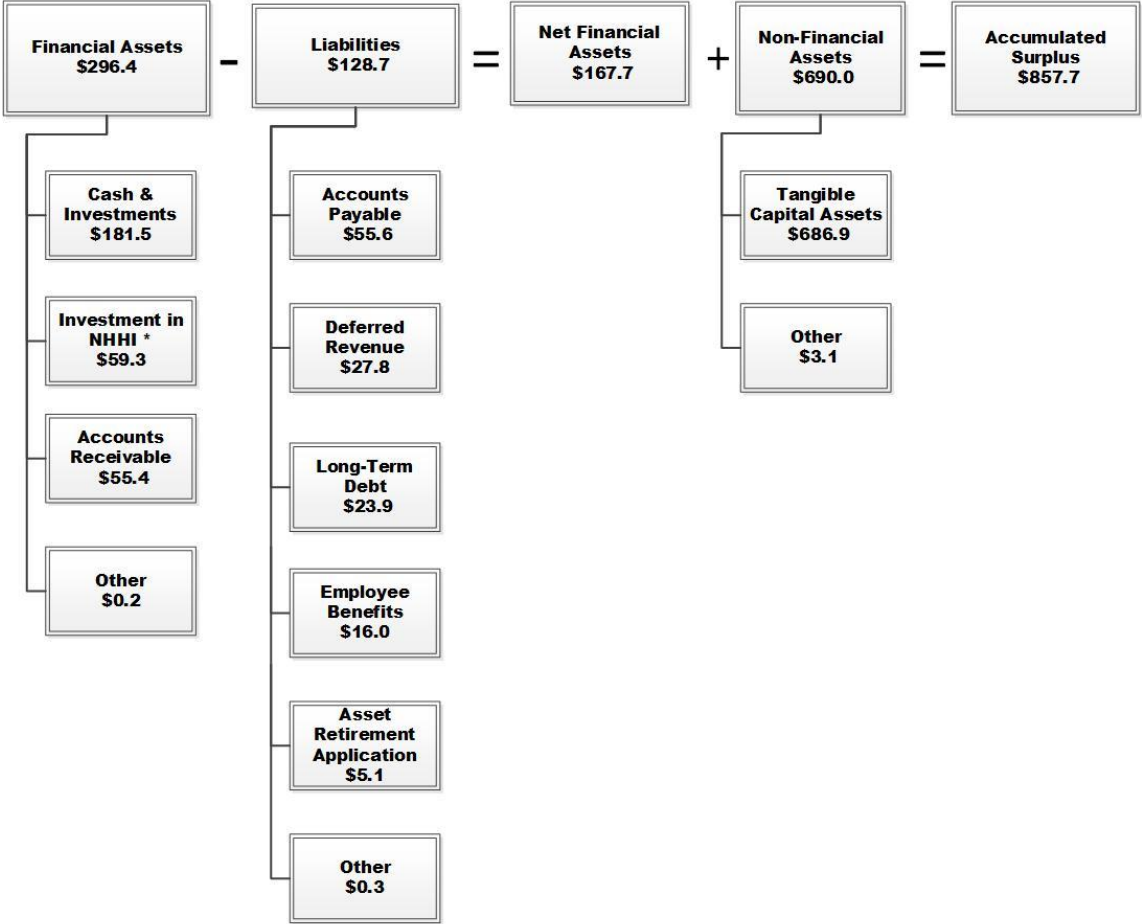 Financial Assets
$296.4
-
Liabilities
$128.7
=
Net Financial
Assets
$167.7
+
Non-Financial
Assets
$690.0
=
Accumulated
Surplus
$857.7
Cash &
Investments
$181.5
Investment in
NHHI *
$59.3
Accounts
Receivable
$55.4
Other
$0.2
Accounts
Payable
$55.6
Deferred
Revenue
$27.8
Long-Term
Debt
$23.9
Employee
Benefits
$16.0
Asset
Retirement
Application
$5.1
Other
$0.3
Tangible
Capital Assets
$686.9
Other
$3.1